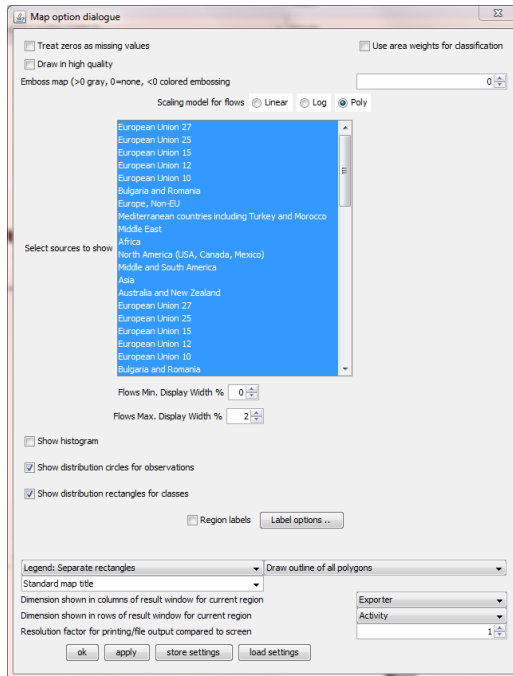 Map option dialogue
Treat zeros as missing values
Use area weights for classification
Draw in high quality
Emboss map (>0 gray, 0=none, <0 colored embossing
0
Scaling model for flows Linear Log Poly
Select sources to show
European Union 27
European Union 25
European Union 15
European Union 12
European Union 10
Bulgaria and Romania
Europe, Non-EU
Mediterranean countries including Turkey and Morocco
Middle East
Africa
North America (USA, Canada, Mexico)
Middle and South America
Asia
Australia and New Zealand
European Union 27
European Union 25
European Union 15
European Union 12
European Union 10
Bulgaria and Romania
Flows Min. Display Width % 0
Flows Max. Display Width % 2
Show histogram
Show distribution circles for observations
Show distribution rectangles for classes
Region labels Label options ..
Legend: Separate rectangles Draw outline of all polygons
Standard map title
Dimension shown in columns of result window for current region Exporter
Dimension shown in rows of result window for current region Activity
Resolution factor for printing/file output compared to screen 1
ok apply store settings load settings